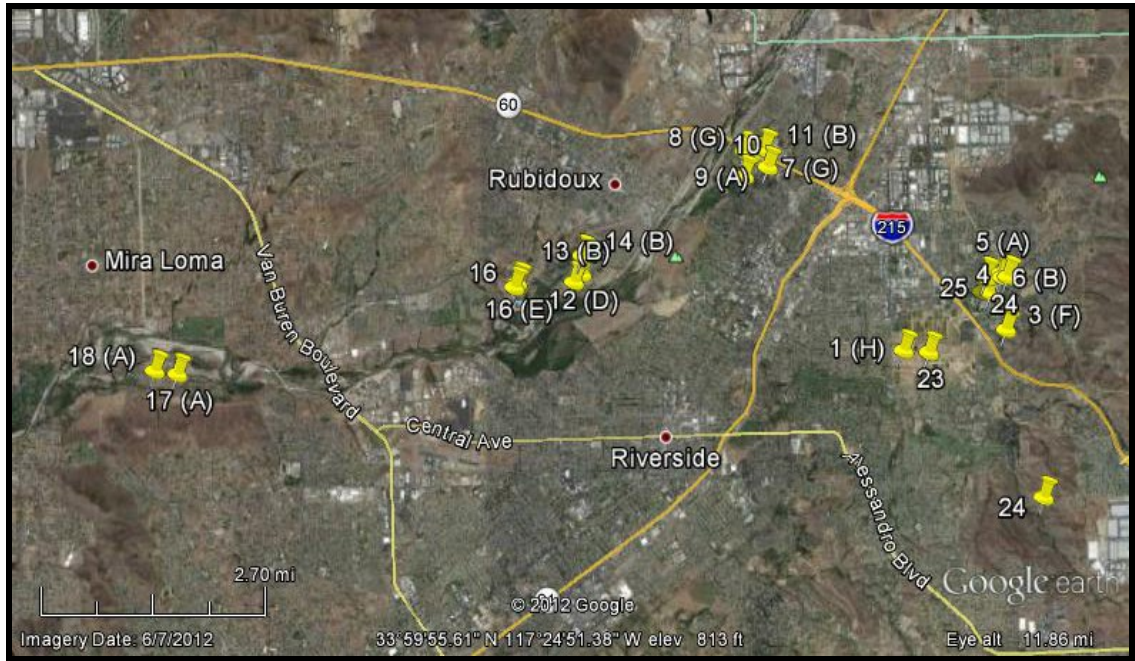 60
8 (G)
10
11 (B)
Rubidoux
9 (A)
7 (G)
215
13 (B)
14 (B)
5 (A)
Mira Loma
Van Buren Boulevard
16
4
6 (B)
25
24
16 (E)
12 (D)
3 (F)
18 (A)
1 (H)
17 (A)
23
Central Ave
Riverside
Alessandro Blvd
24
2.70 mi
Google earth
© 2012 Google
Imagery Date: 6/7/2012
33°59'55.61" N 117°24'51.38" W elev 813 ft
Eye alt 11.86 mi